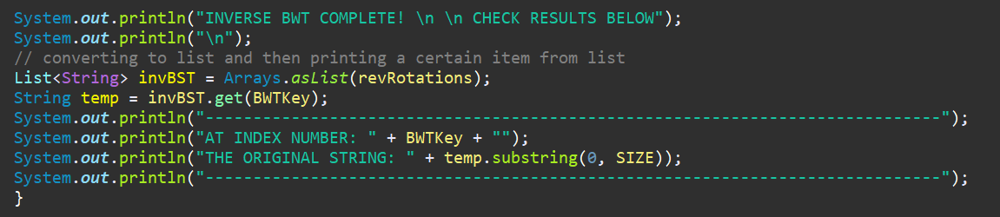 System.out.println("INVERSE BWT COMPLETE! \n \n CHECK RESULTS BELOW");
System.out.println("\n");
// converting to list and then printing a certain item from list
List<String> invBST = Arrays.asList(revRotations);
String temp = invBST.get(BWTKey);
System.out.println("-----------------------------------------------------------------------------");
System.out.println("AT INDEX NUMBER: " + BWTKey + "");
System.out.println("THE ORIGINAL STRING: " + temp.substring(0, SIZE));
System.out.println("-----------------------------------------------------------------------------");
}